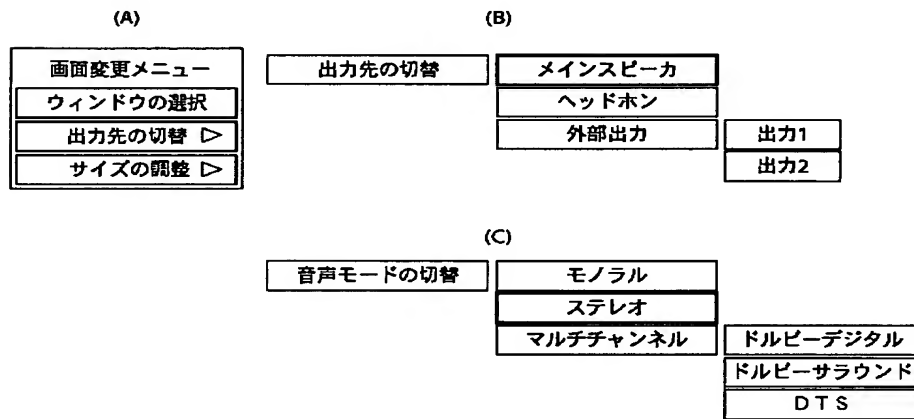 (A)
画面変更メニュー
ウィンドウの選択
出力先の切替 ▷
サイズの調整 ▷
(B)
出力先の切替
メインスピーカ
ヘッドホン
外部出力
出力1
出力2
(C)
音声モードの切替
モノラル
ステレオ
マルチチャンネル
ドルビーデジタル
ドルビーサラウンド
DTS